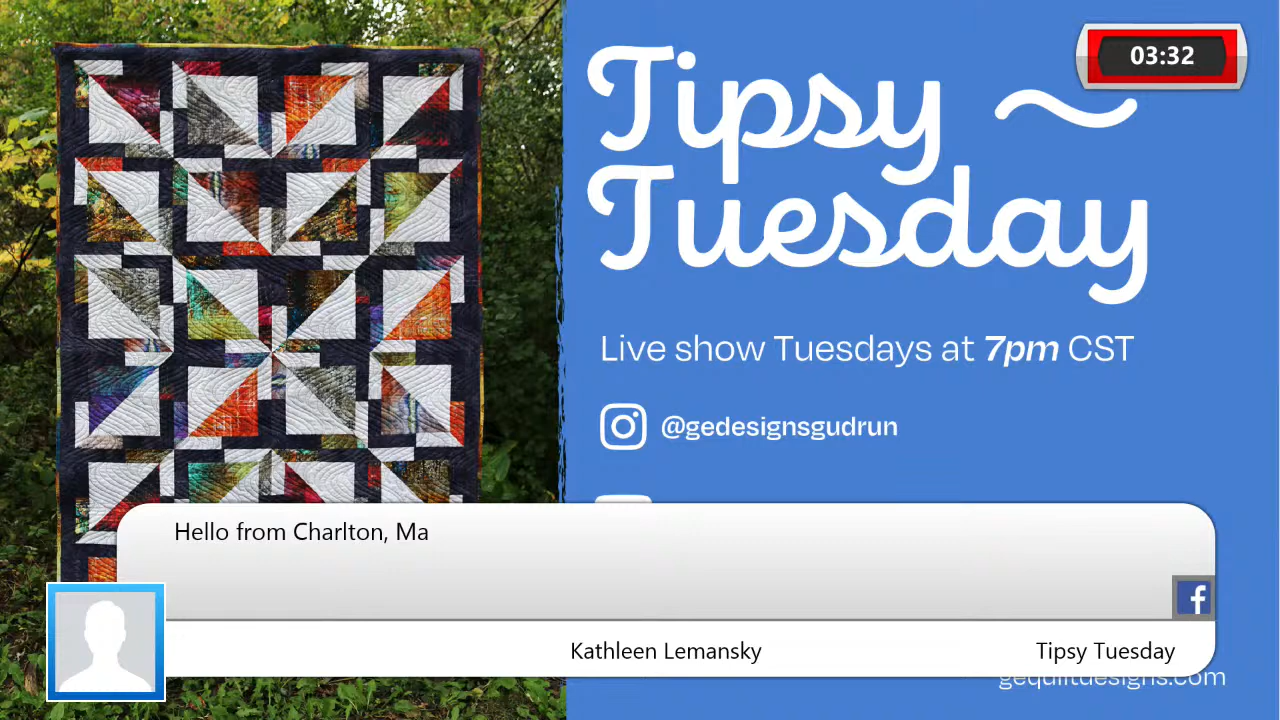 Tipsy ~
Tuesday
03:32
Live show Tuesdays at 7pm CST
@gedesignsgudrun
Hello from Charlton, Ma
Kathleen Lemansky
Tipsy Tuesday
gequiltdesigns.com